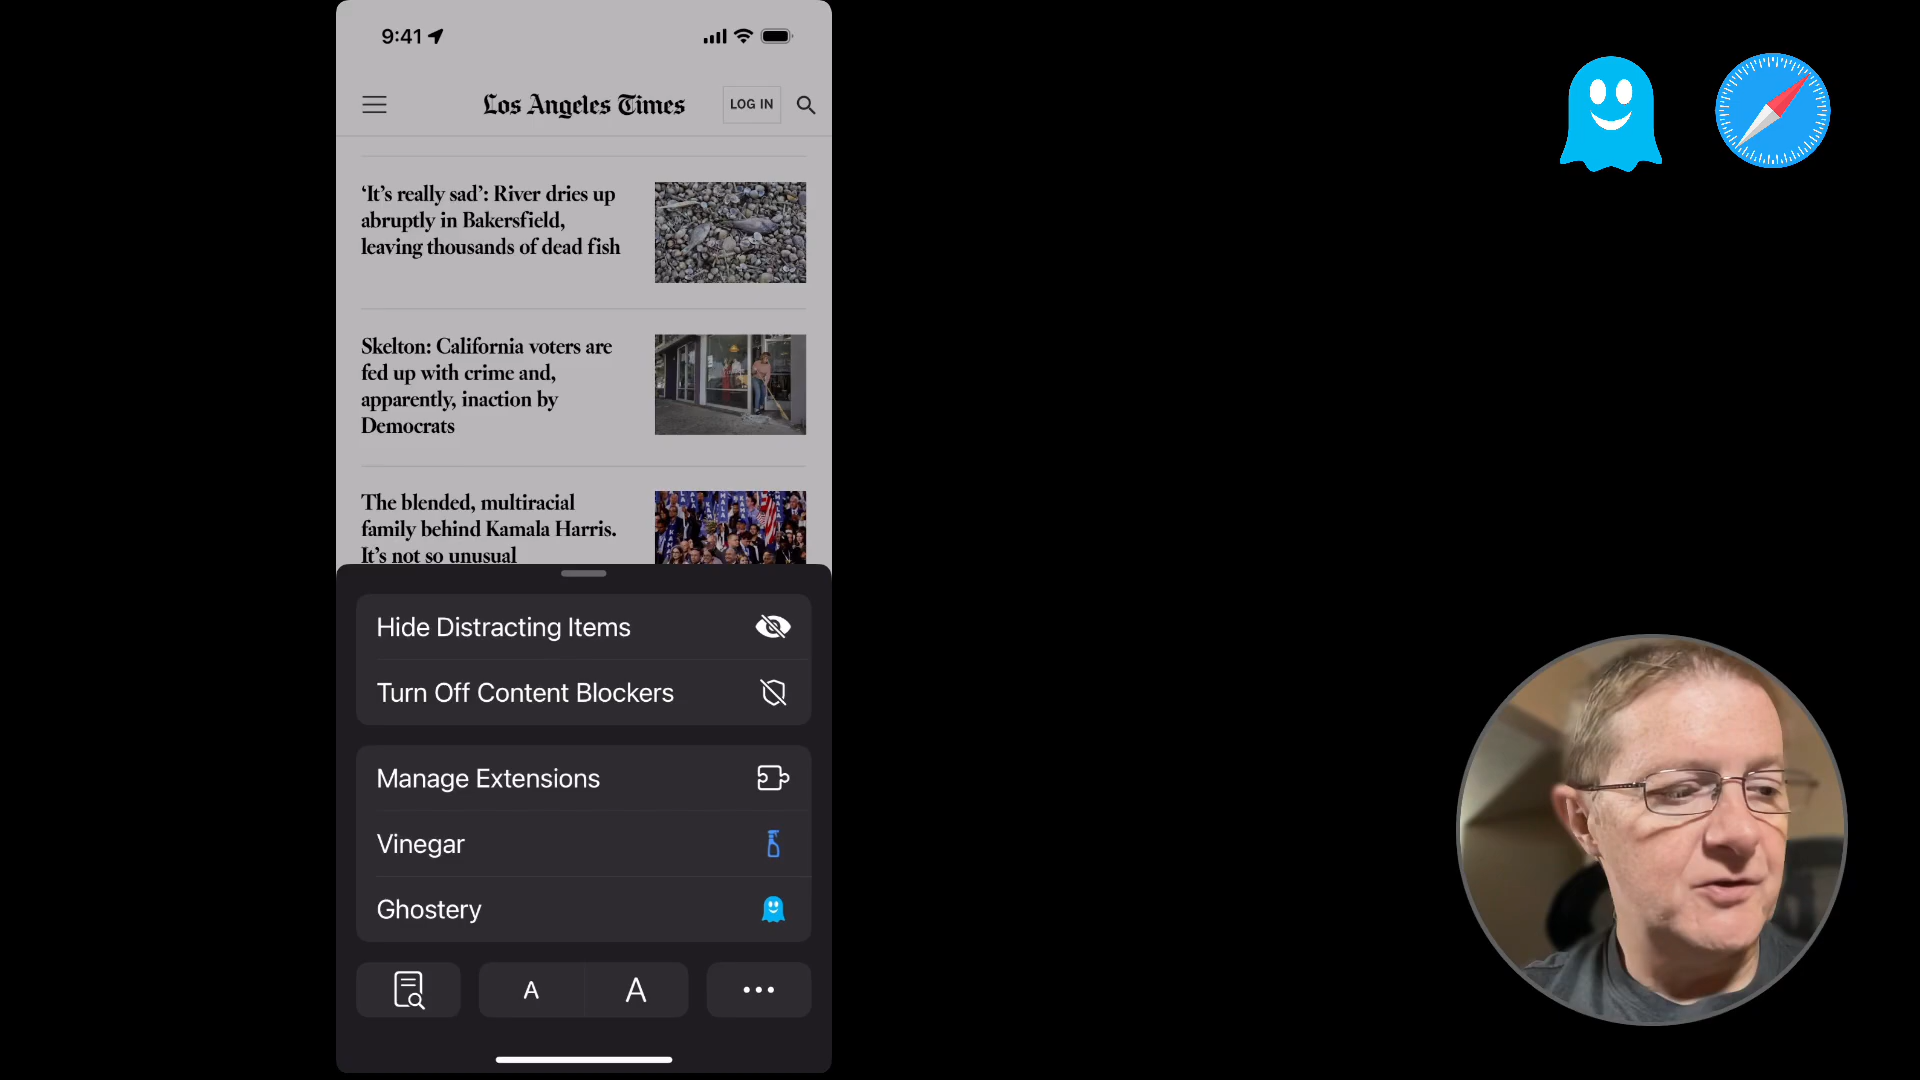 9:41
Los Angeles Times
LOG IN
‘It’s really sad’: River dries up
abruptly in Bakersfield,
leaving thousands of dead fish
Skelton: California voters are
fed up with crime and,
apparently, inaction by
Democrats
The blended, multiracial
family behind Kamala Harris.
It’s not so unusual
Hide Distracting Items
Turn Off Content Blockers
Manage Extensions
Vinegar
Ghostery
A
A